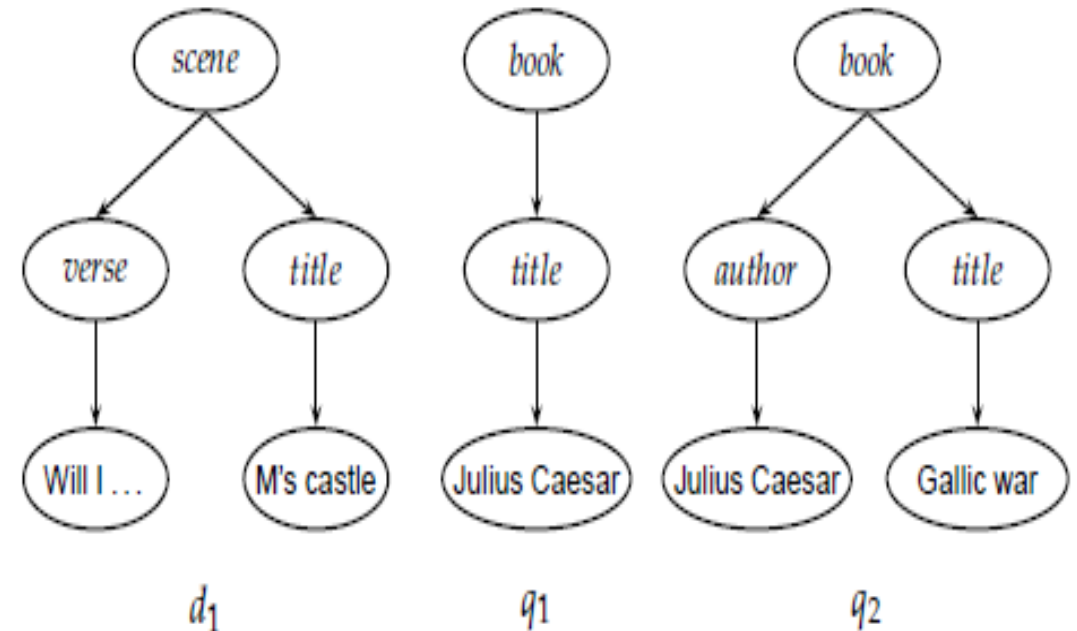 scene book book
verse title title author title
Will I ... M's castle Julius Caesar Julius Caesar Gallic war
d1 q1 q2